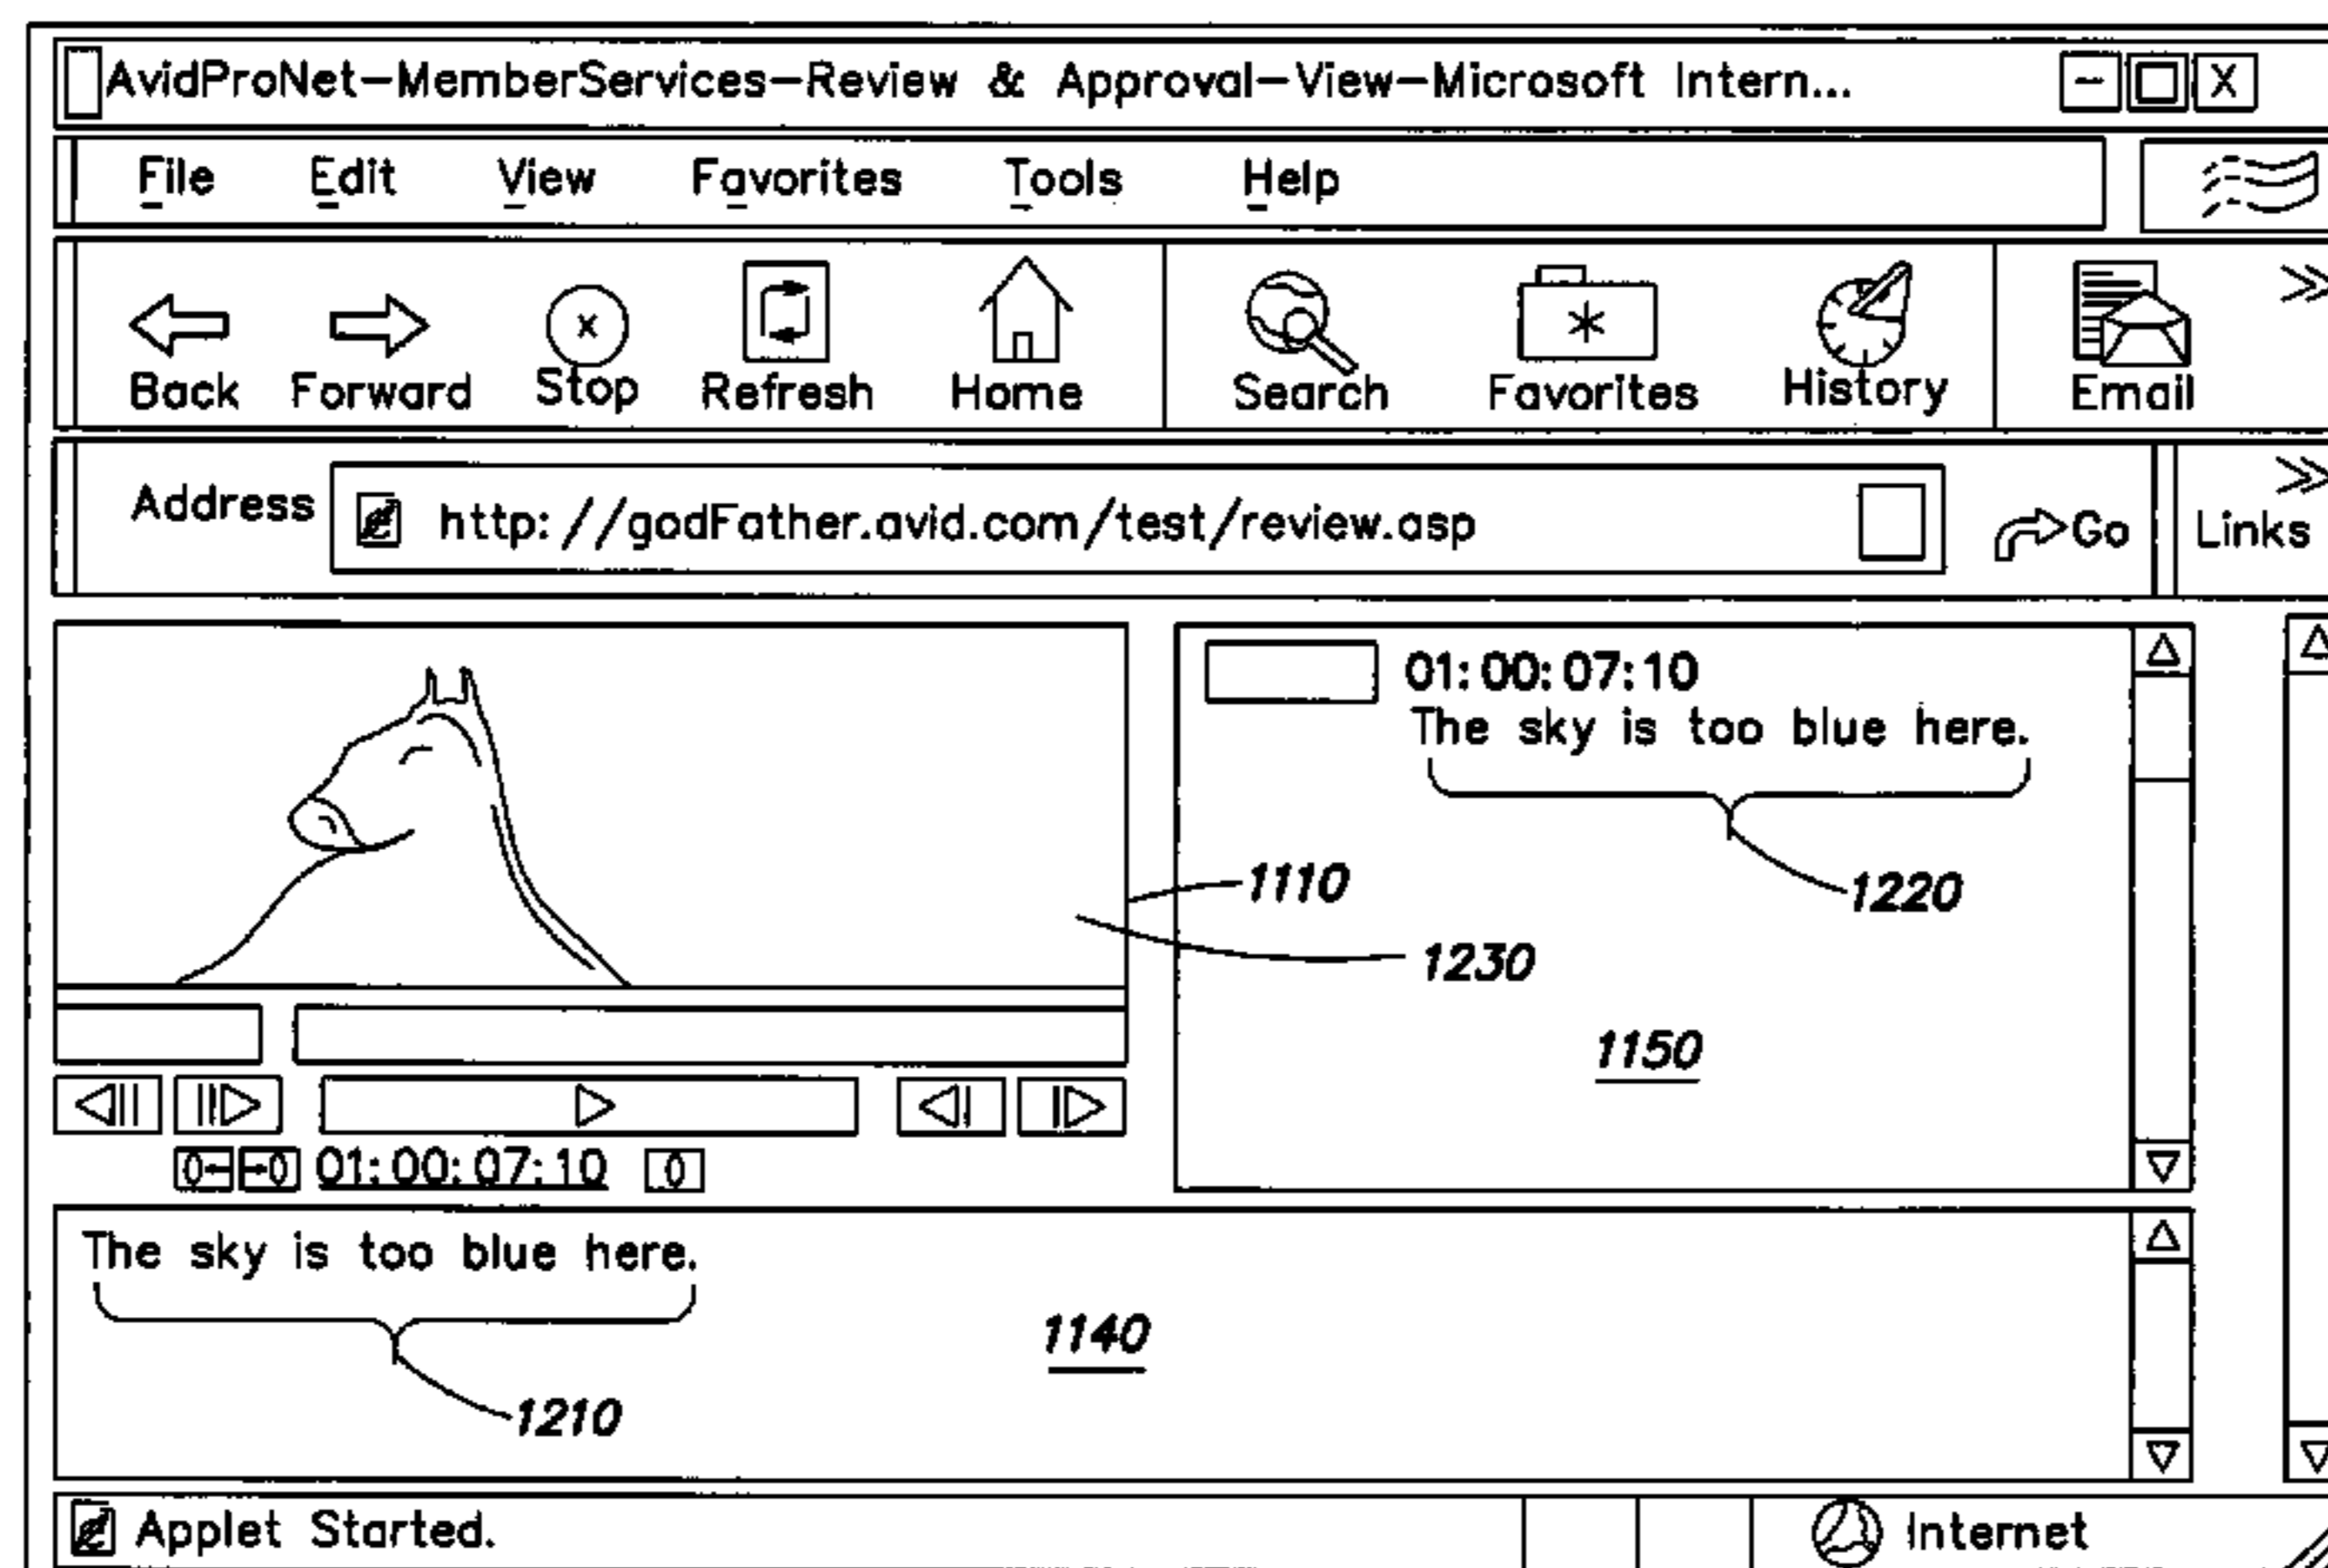 AvidProNet-MemberServices-Review & Approval-View-Microsoft Intern...
File Edit View Favorites Tools Help
Back Forward Stop Refresh Home Search Favorites History Email
Address http://godFather.avid.com/test/review.asp Go Links
01:00:07:10
The sky is too blue here.
1220
1110
1230
1150
01:00:07:10 0
The sky is too blue here.
1140
1210
Applet Started. Internet